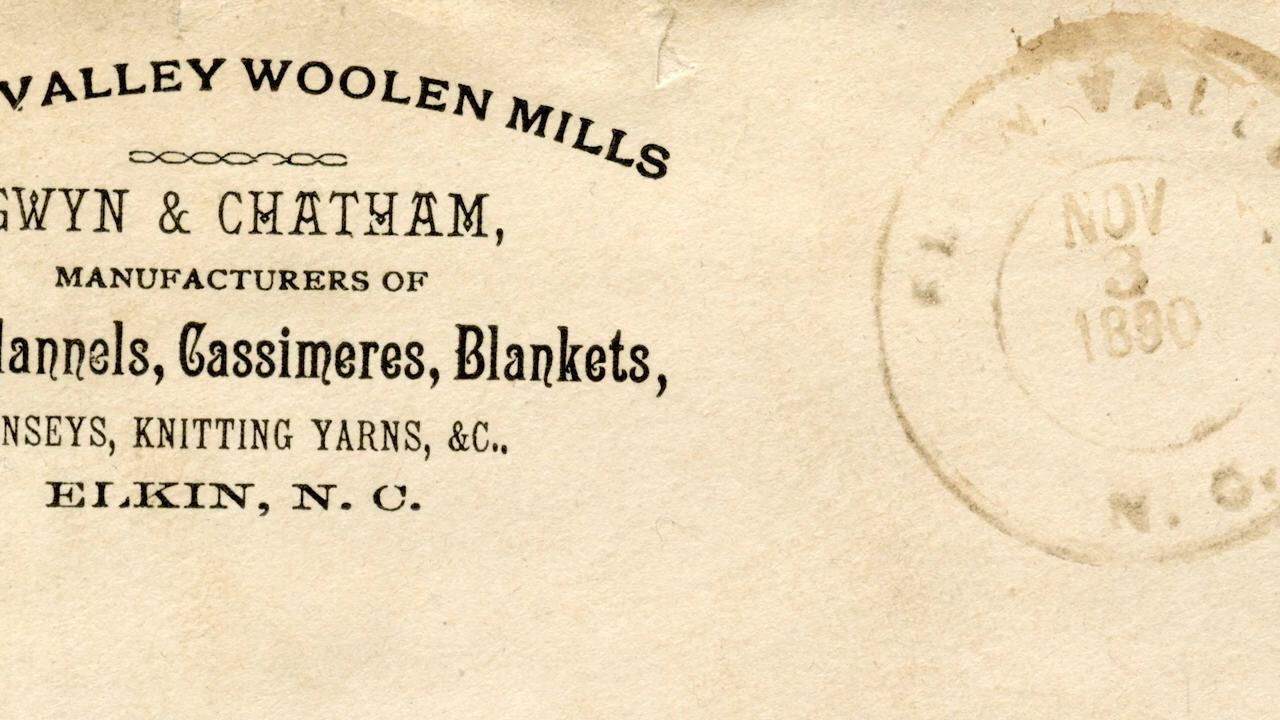 VALLEY WOOLEN MILLS
GWYN & CHATHAM,
MANUFACTURERS OF
lannels, Cassimeres, Blankets,
NSEYS, KNITTING YARNS, &C..
ELKIN, N. C.
NOV
3
1890
N. C.